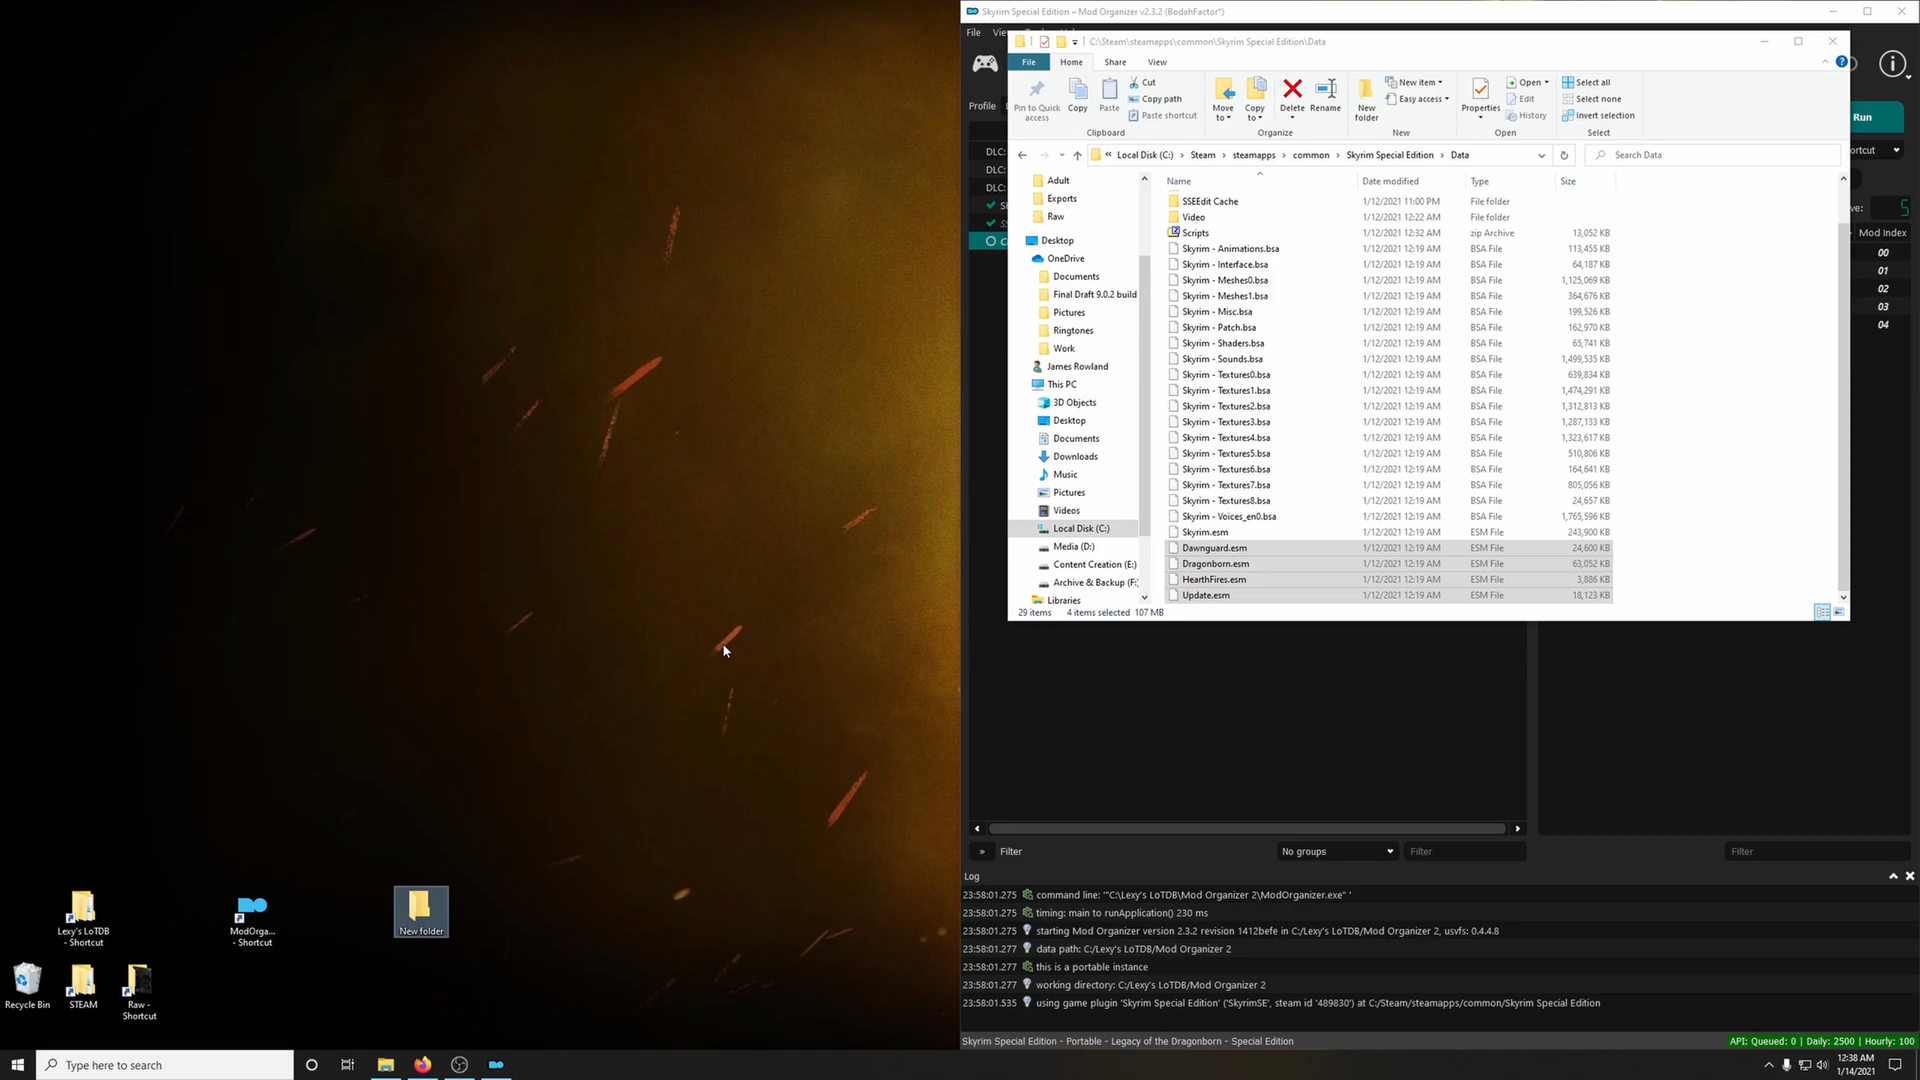 Skyrim Special Edition – Mod Organizer v2.3.2 (BodahFactor*)
File
C:\Steam\steamapps\common\Skyrim Special Edition\Data
File Home Share View
Pin to Quick access
Copy
Paste
Cut
Copy path
Paste shortcut
Move to
Copy to
Delete
Rename
New folder
New item
Easy access
Properties
Open
Edit
History
Select all
Select none
Invert selection
Clipboard Organize New Open Select
Profile
Run
« Local Disk (C:) > Steam > steamapps > common > Skyrim Special Edition > Data
Search Data
DLC:
DLC:
DLC:
Adult
Exports
Raw
Desktop
OneDrive
Documents
Final Draft 9.0.2 build
Pictures
Ringtones
Work
James Rowland
This PC
3D Objects
Desktop
Documents
Downloads
Music
Pictures
Videos
Local Disk (C:)
Media (D:)
Content Creation (E:)
Archive & Backup (F:)
Libraries
Name Date modified Type Size
SSEEdit Cache 1/12/2021 11:00 PM File folder
Video 1/12/2021 12:22 AM File folder
Scripts 1/12/2021 12:32 AM zip Archive 13,052 KB
Skyrim - Animations.bsa 1/12/2021 12:19 AM BSA File 113,455 KB
Skyrim - Interface.bsa 1/12/2021 12:19 AM BSA File 64,187 KB
Skyrim - Meshes0.bsa 1/12/2021 12:19 AM BSA File 1,125,069 KB
Skyrim - Meshes1.bsa 1/12/2021 12:19 AM BSA File 364,676 KB
Skyrim - Misc.bsa 1/12/2021 12:19 AM BSA File 199,526 KB
Skyrim - Patch.bsa 1/12/2021 12:19 AM BSA File 162,970 KB
Skyrim - Shaders.bsa 1/12/2021 12:19 AM BSA File 65,741 KB
Skyrim - Sounds.bsa 1/12/2021 12:19 AM BSA File 1,499,535 KB
Skyrim - Textures0.bsa 1/12/2021 12:19 AM BSA File 639,834 KB
Skyrim - Textures1.bsa 1/12/2021 12:19 AM BSA File 1,474,291 KB
Skyrim - Textures2.bsa 1/12/2021 12:19 AM BSA File 1,312,813 KB
Skyrim - Textures3.bsa 1/12/2021 12:19 AM BSA File 1,287,133 KB
Skyrim - Textures4.bsa 1/12/2021 12:19 AM BSA File 1,323,617 KB
Skyrim - Textures5.bsa 1/12/2021 12:19 AM BSA File 510,806 KB
Skyrim - Textures6.bsa 1/12/2021 12:19 AM BSA File 164,641 KB
Skyrim - Textures7.bsa 1/12/2021 12:19 AM BSA File 805,056 KB
Skyrim - Textures8.bsa 1/12/2021 12:19 AM BSA File 24,657 KB
Skyrim - Voices_en0.bsa 1/12/2021 12:19 AM BSA File 1,765,596 KB
Skyrim.esm 1/12/2021 12:19 AM ESM File 243,900 KB
Dawnguard.esm 1/12/2021 12:19 AM ESM File 24,600 KB
Dragonborn.esm 1/12/2021 12:19 AM ESM File 63,052 KB
HearthFires.esm 1/12/2021 12:19 AM ESM File 3,886 KB
Update.esm 1/12/2021 12:19 AM ESM File 18,123 KB
29 items 4 items selected 107 MB
Mod Index
00
01
02
03
04
» Filter No groups Filter Filter
Log
23:58:01.275 command line: '"C:\Lexy's LoTDB\Mod Organizer 2\ModOrganizer.exe" '
23:58:01.275 timing: main to runApplication() 230 ms
23:58:01.275 starting Mod Organizer version 2.3.2 revision 1412befe in C:/Lexy's LoTDB/Mod Organizer 2, usvfs: 0.4.4.8
23:58:01.277 data path: C:/Lexy's LoTDB/Mod Organizer 2
23:58:01.277 this is a portable instance
23:58:01.277 working directory: C:/Lexy's LoTDB/Mod Organizer 2
23:58:01.535 using game plugin 'Skyrim Special Edition' ('SkyrimSE', steam id '489830') at C:/Steam/steamapps/common/Skyrim Special Edition
Skyrim Special Edition - Portable - Legacy of the Dragonborn - Special Edition
API: Queued: 0 | Daily: 2500 | Hourly: 100
Lexy's LoTDB - Shortcut
ModOrga... - Shortcut
New folder
Recycle Bin
STEAM
Raw - Shortcut
Type here to search
12:38 AM
1/14/2021